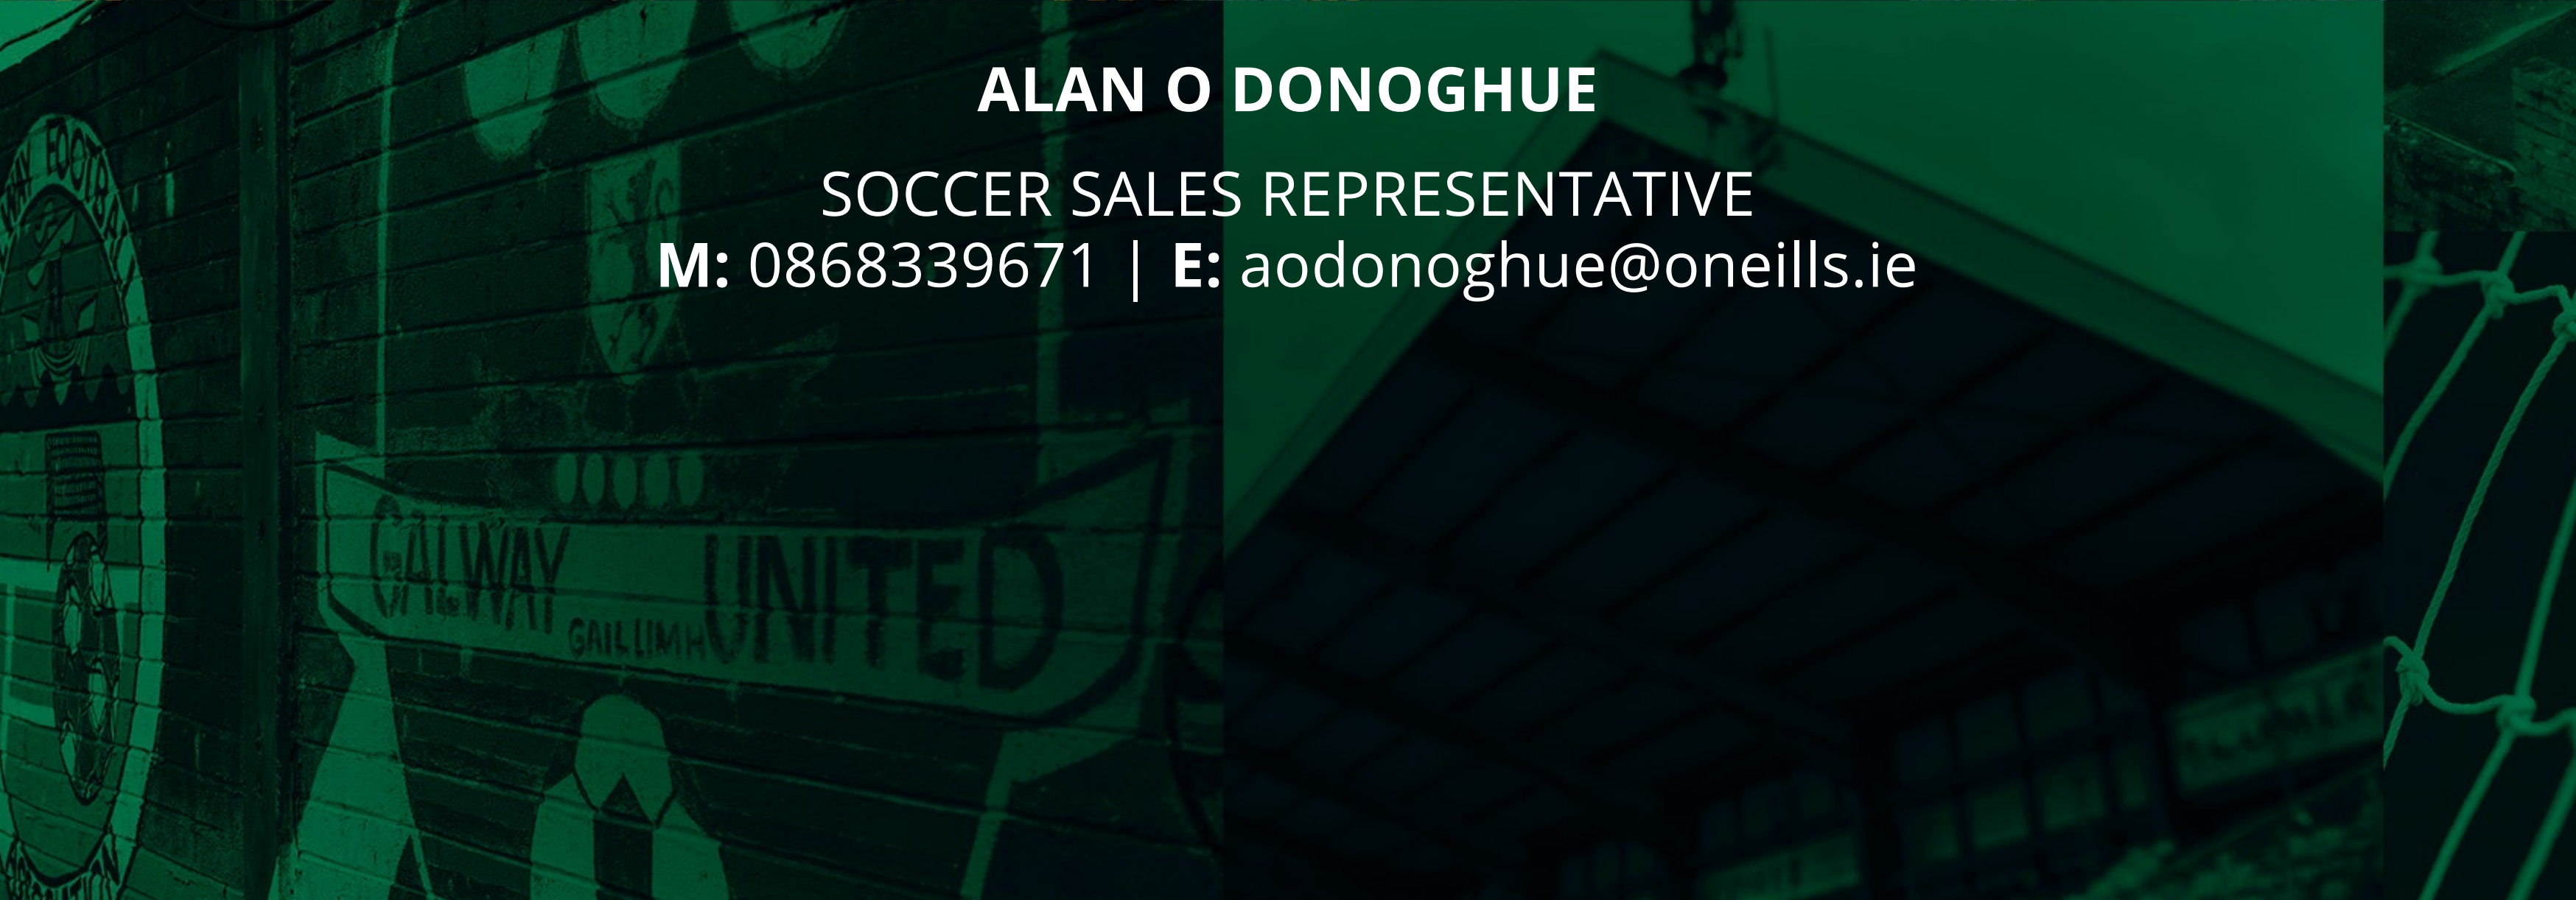 ALAN O DONOGHUE
SOCCER SALES REPRESENTATIVE
M: 0868339671 | E: aodonoghue@oneills.ie
GALWAY
GAILLIMH
UNITED